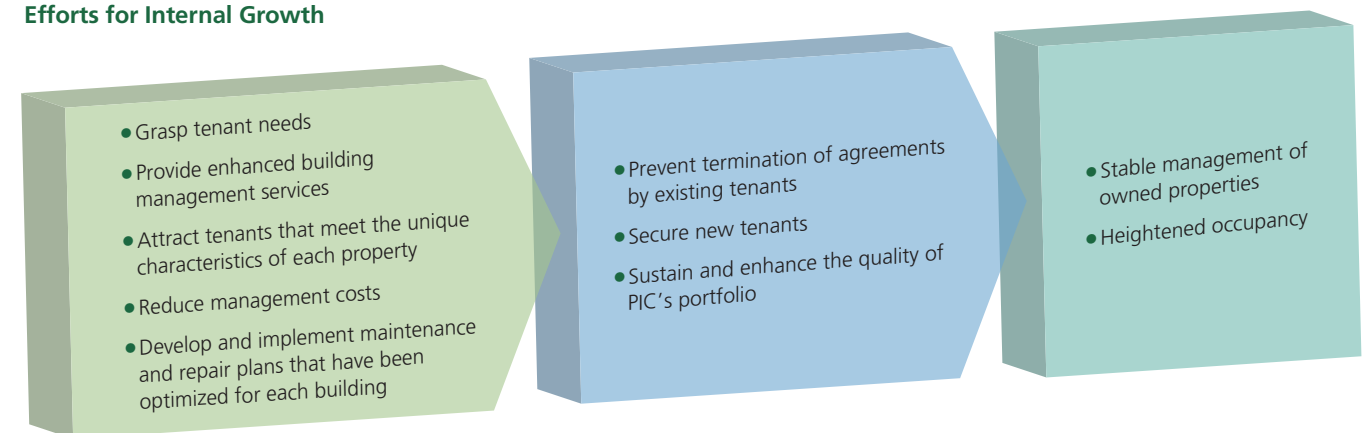 Efforts for Internal Growth
● Grasp tenant needs
● Provide enhanced building
management services
● Attract tenants that meet the unique
characteristics of each property
● Reduce management costs
● Develop and implement maintenance
and repair plans that have been
optimized for each building
● Prevent termination of agreements
by existing tenants
● Secure new tenants
● Sustain and enhance the quality of
PIC’s portfolio
● Stable management of
owned properties
● Heightened occupancy